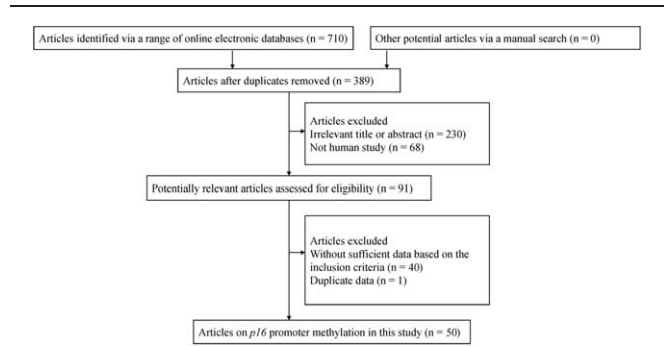 Articles identified via a range of online electronic databases (n = 710)
Other potential articles via a manual search (n = 0)
Articles after duplicates removed (n = 389)
Articles excluded
Irrelevant title or abstract (n = 230)
Not human study (n = 68)
Potentially relevant articles assessed for eligibility (n = 91)
Articles excluded
Without sufficient data based on the
inclusion criteria (n = 40)
Duplicate data (n = 1)
Articles on p16 promoter methylation in this study (n = 50)